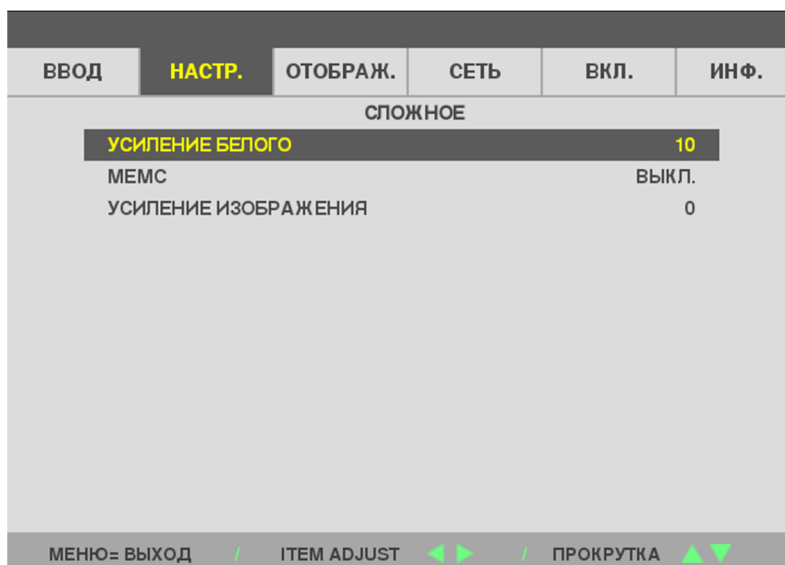 ВВОД НАСТР. ОТОБРАЖ. СЕТЬ ВКЛ. ИНФ.
СЛОЖНОЕ
УСИЛЕНИЕ БЕЛОГО 10
MEMC ВЫКЛ.
УСИЛЕНИЕ ИЗОБРАЖЕНИЯ 0
МЕНЮ= ВЫХОД / ITEM ADJUST ◀ ▶ / ПРОКРУТКА ▲ ▼